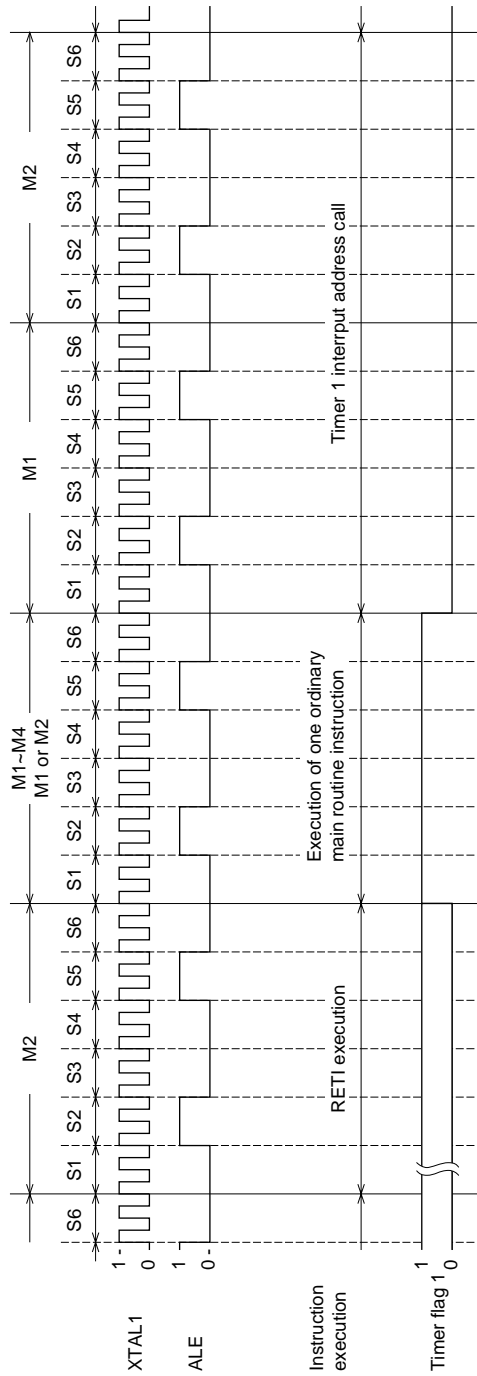 M2
M1~M4
M1 or M2
M1
M2
S6 S1 S2 S3 S4 S5 S6 S1 S2 S3 S4 S5 S6 S1 S2 S3 S4 S5 S6 S1 S2 S3 S4 S5 S6
XTAL1
1
0
ALE
1
0
Instruction
execution
RETI execution
Execution of one ordinary
main routine instruction
Timer 1 interrput address call
Timer flag 1
1
0